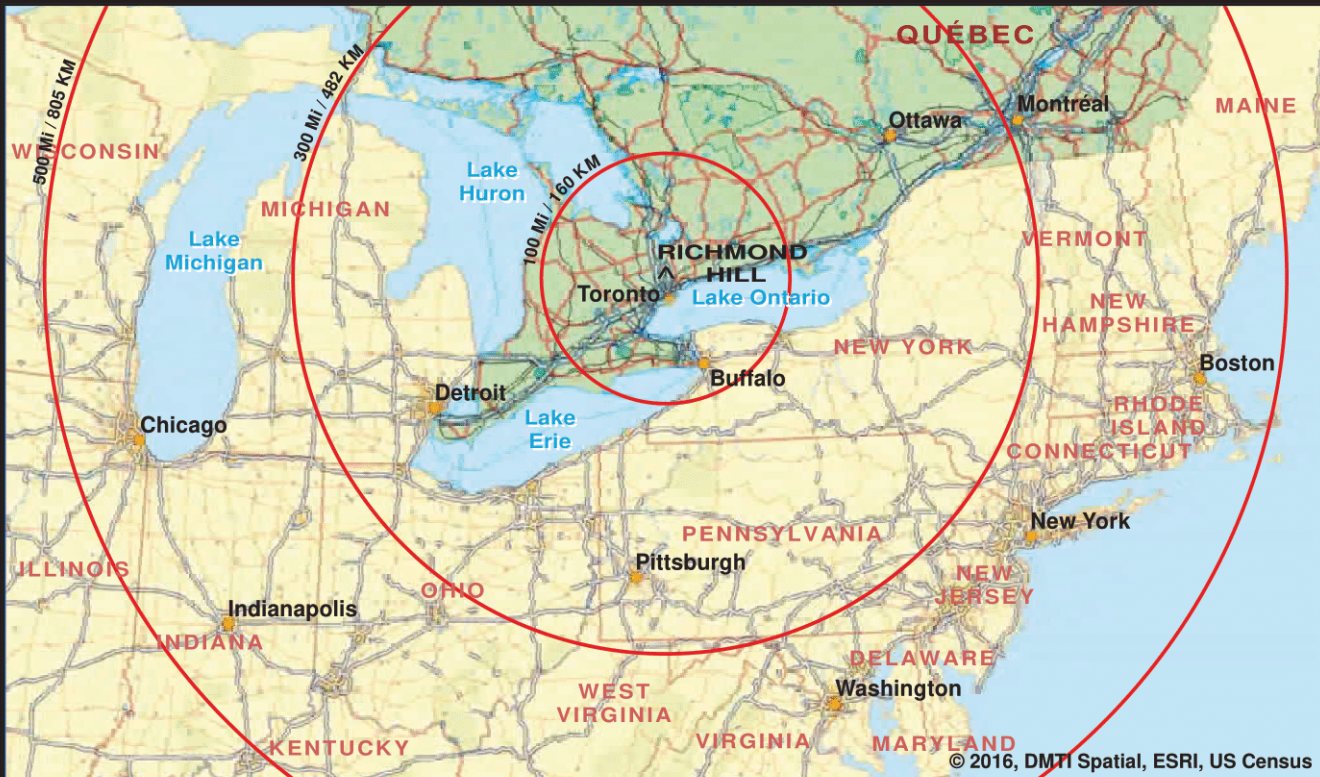 QUÉBEC
500 Mi / 805 KM
300 Mi / 482 KM
Montréal
MAINE
Ottawa
WISCONSIN
Lake
Huron
100 Mi / 160 KM
MICHIGAN
Lake
Michigan
RICHMOND
HILL
^
VERMONT
Toronto
Lake Ontario
NEW
HAMPSHIRE
NEW YORK
Boston
Buffalo
Detroit
RHODE
ISLAND
Chicago
Lake
Erie
CONNECTICUT
New York
PENNSYLVANIA
Pittsburgh
ILLINOIS
NEW
JERSEY
OHIO
Indianapolis
INDIANA
DELAWARE
WEST
VIRGINIA
Washington
VIRGINIA
MARYLAND
KENTUCKY
© 2016, DMTI Spatial, ESRI, US Census